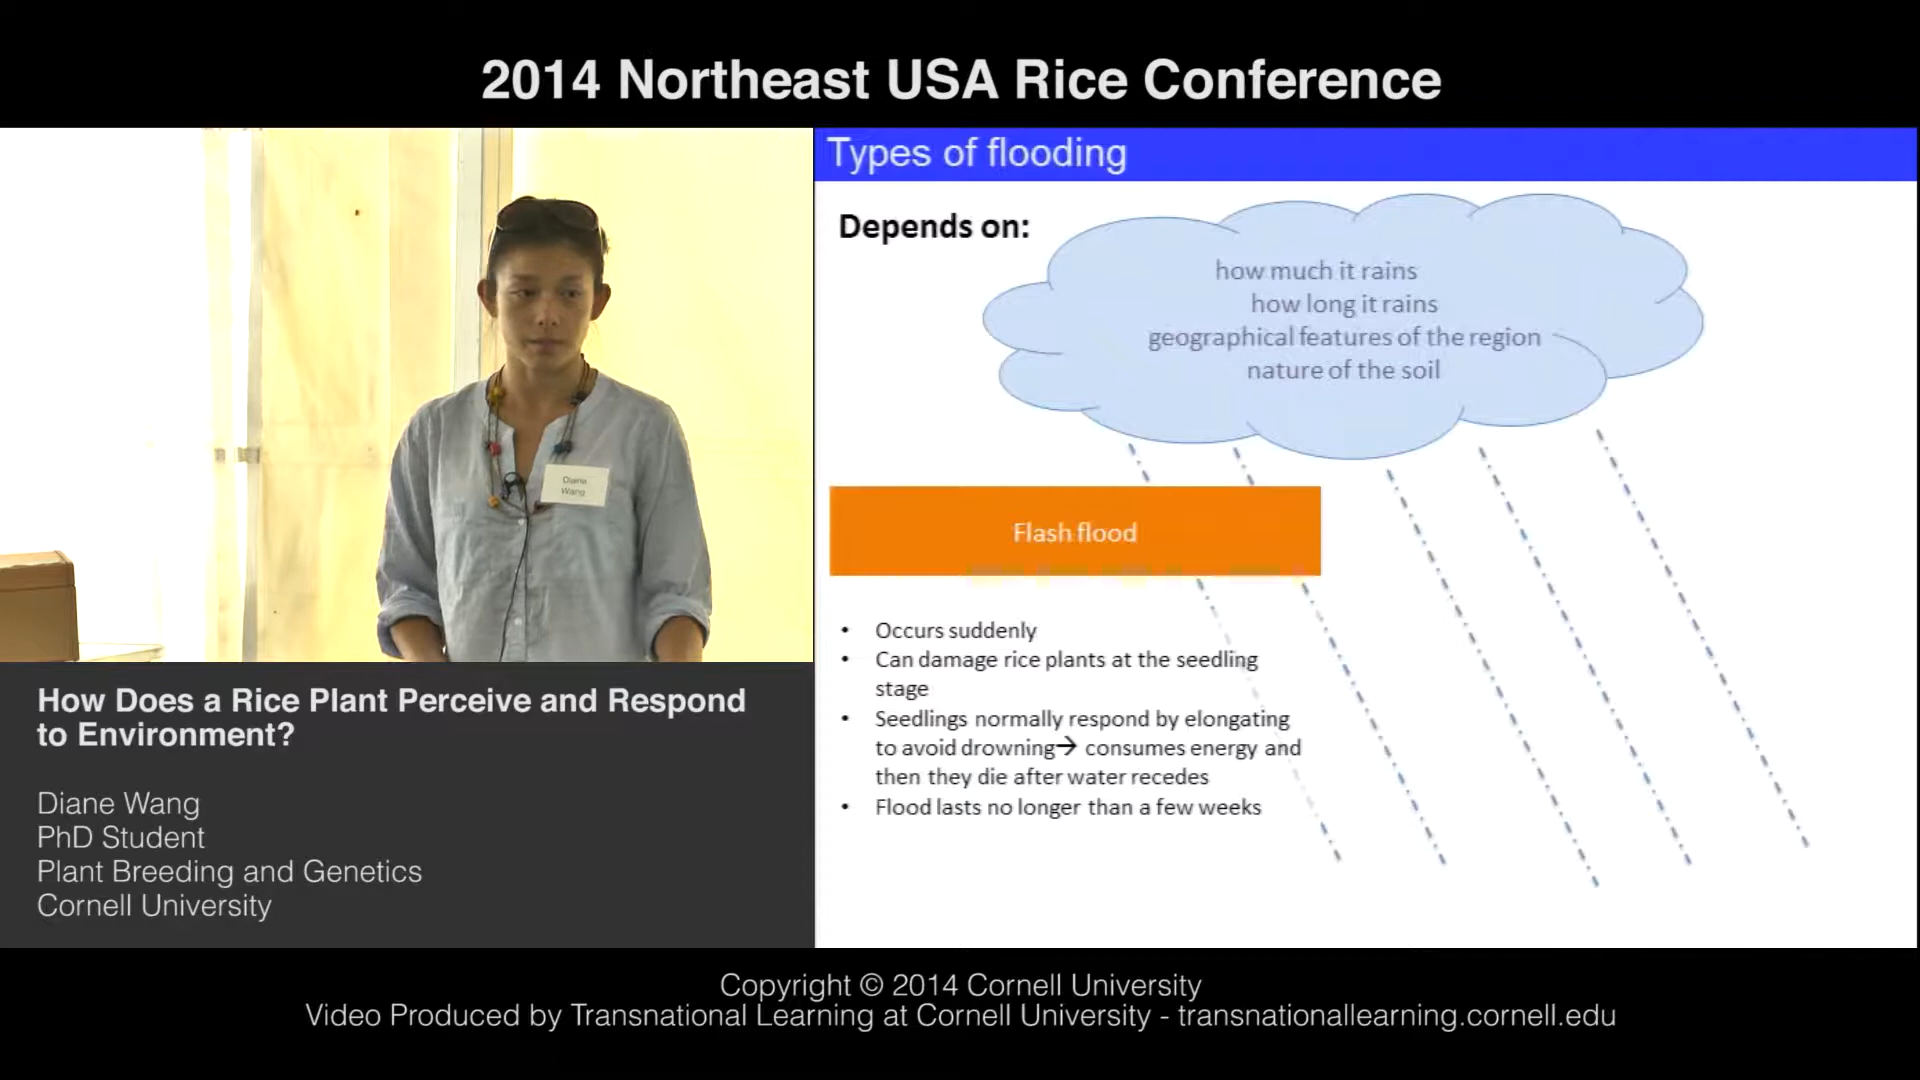 2014 Northeast USA Rice Conference
Types of flooding
Depends on:
how much it rains
how long it rains
geographical features of the region
nature of the soil
Diane
Wang
Flash flood
• Occurs suddenly
• Can damage rice plants at the seedling
stage
• Seedlings normally respond by elongating
to avoid drowning→ consumes energy and
then they die after water recedes
• Flood lasts no longer than a few weeks
How Does a Rice Plant Perceive and Respond
to Environment?
Diane Wang
PhD Student
Plant Breeding and Genetics
Cornell University
Copyright © 2014 Cornell University
Video Produced by Transnational Learning at Cornell University - transnationallearning.cornell.edu